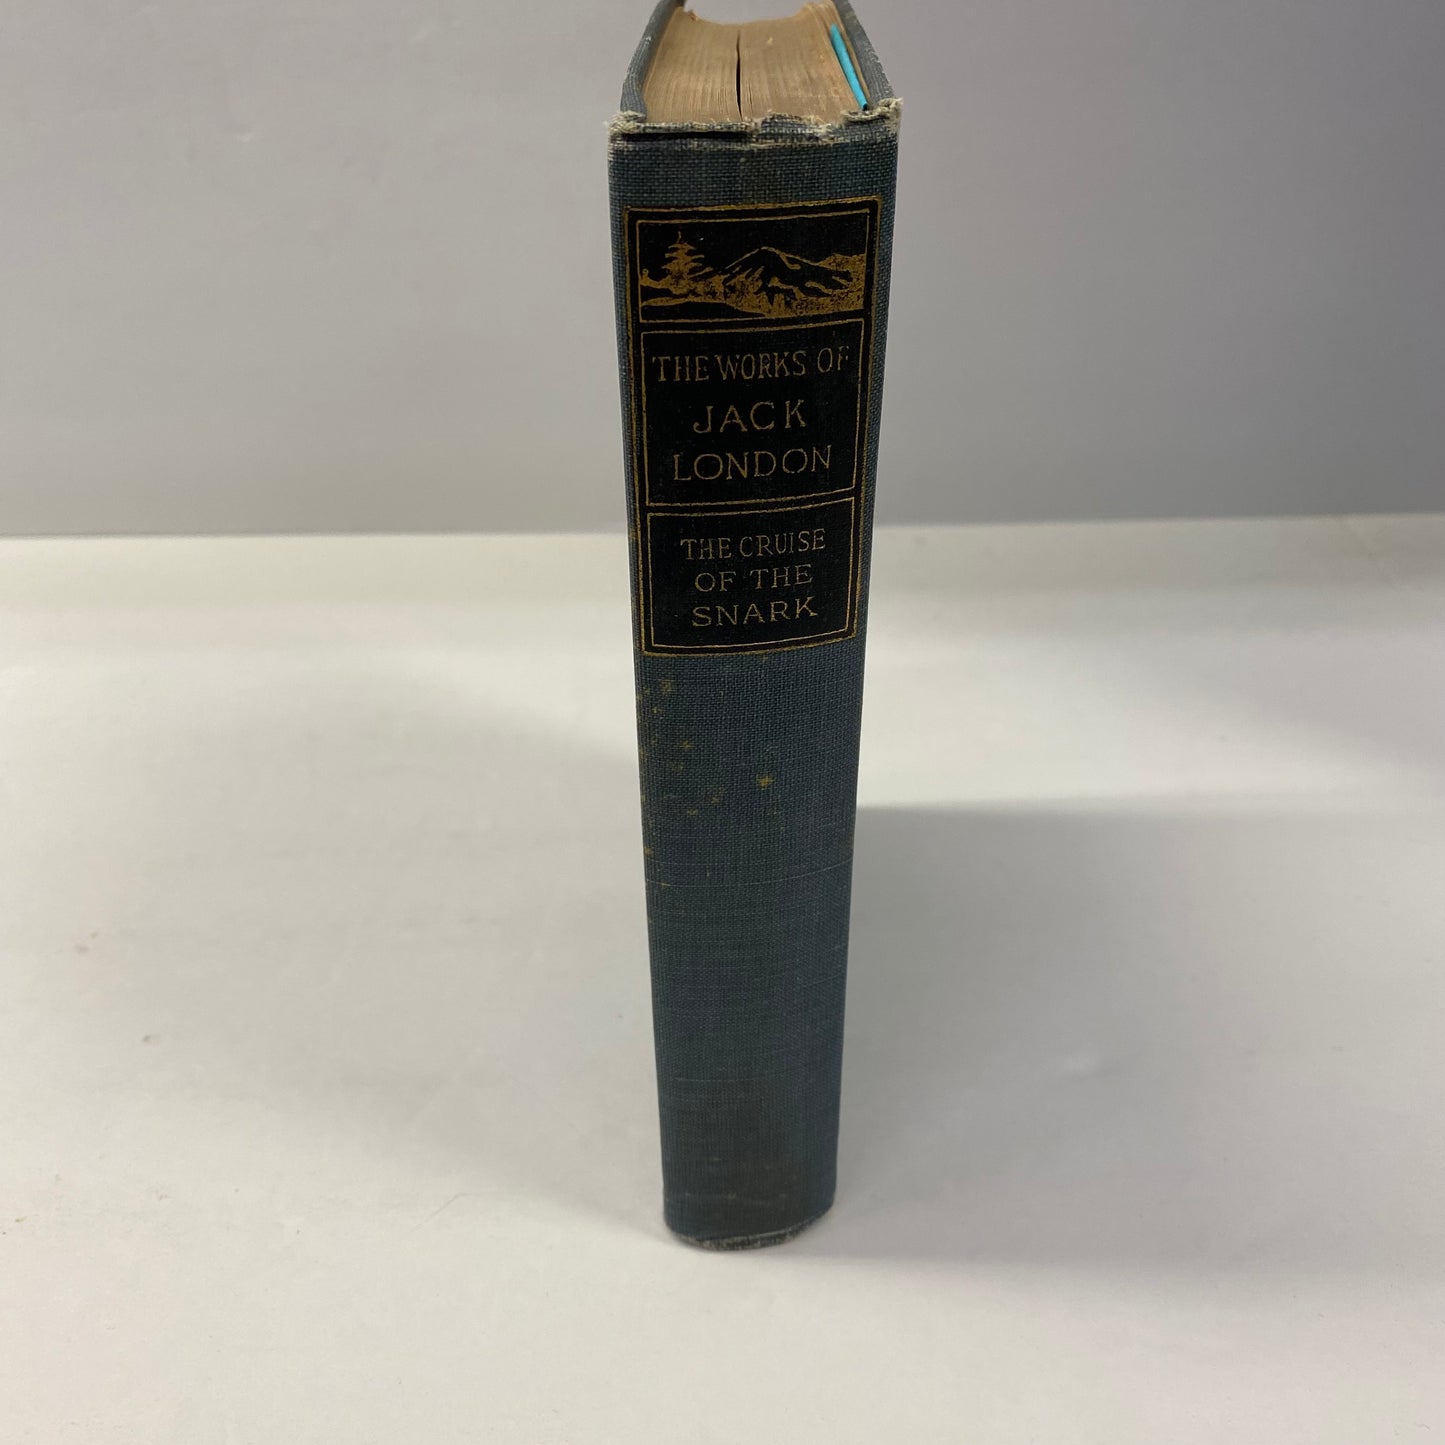 THE WORKS OF
JACK
LONDON
THE CRUISE
OF THE
SNARK